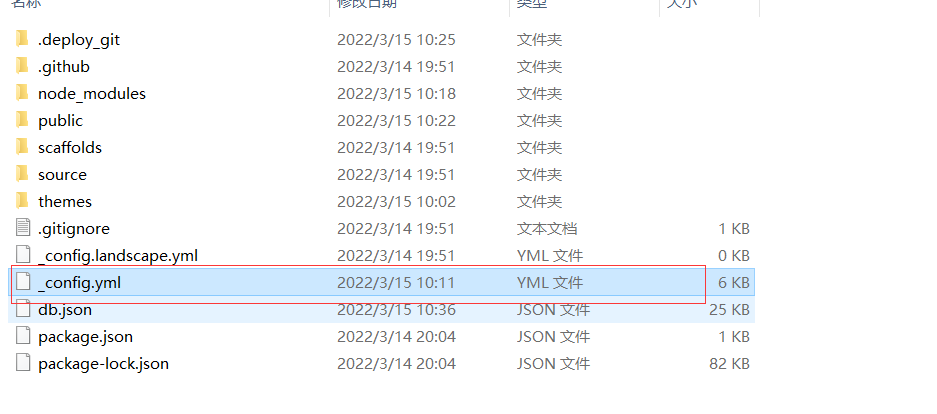 名称 修改日期 类型 大小
.deploy_git 2022/3/15 10:25 文件夹
.github 2022/3/14 19:51 文件夹
node_modules 2022/3/15 10:18 文件夹
public 2022/3/15 10:22 文件夹
scaffolds 2022/3/14 19:51 文件夹
source 2022/3/14 19:51 文件夹
themes 2022/3/15 10:02 文件夹
.gitignore 2022/3/14 19:51 文本文档 1 KB
_config.landscape.yml 2022/3/14 19:51 YML 文件 0 KB
_config.yml 2022/3/15 10:11 YML 文件 6 KB
db.json 2022/3/15 10:36 JSON 文件 25 KB
package.json 2022/3/14 20:04 JSON 文件 1 KB
package-lock.json 2022/3/14 20:04 JSON 文件 82 KB